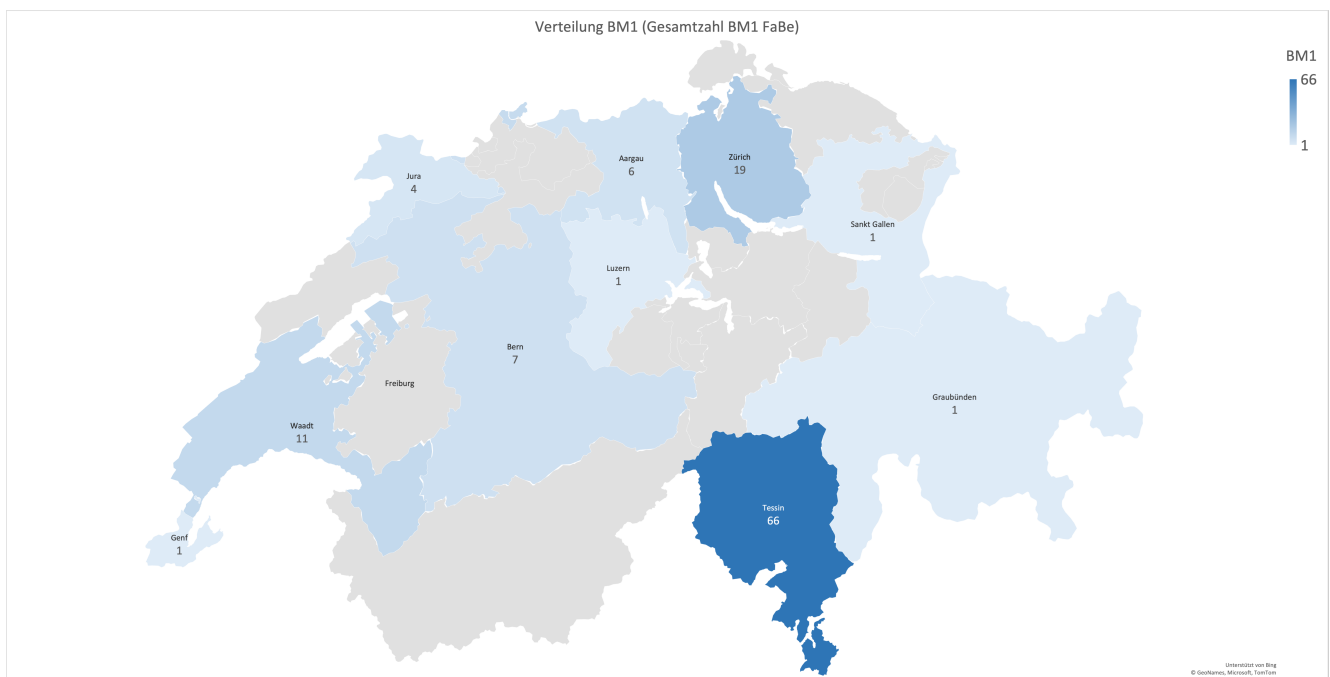 Verteilung BM1 (Gesamtzahl BM1 FaBe)
BM1
66
1
Jura
4
Aargau
6
Zürich
19
Sankt Gallen
1
Luzern
1
Bern
7
Freiburg
Graubünden
1
Waadt
11
Tessin
66
Genf
1
Unterstützt von Bing
© GeoNames, Microsoft, TomTom